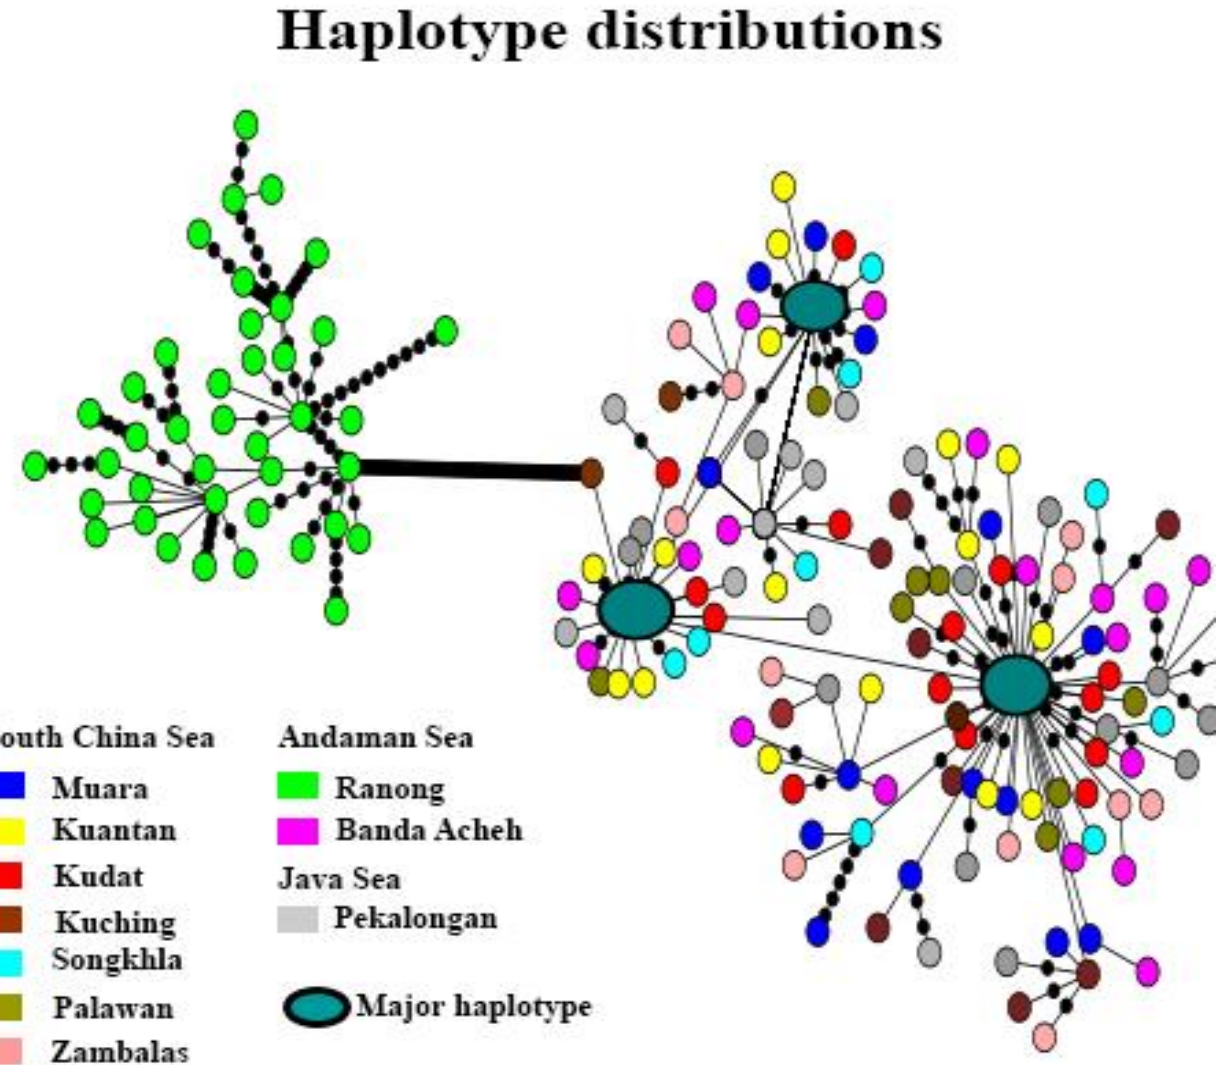 Haplotype distributions
outh China Sea
Muara
Kuantan
Kudat
Kuching
Songkhla
Palawan
Zambalas
Andaman Sea
Ranong
Banda Acheh
Java Sea
Pekalongan
Major haplotype